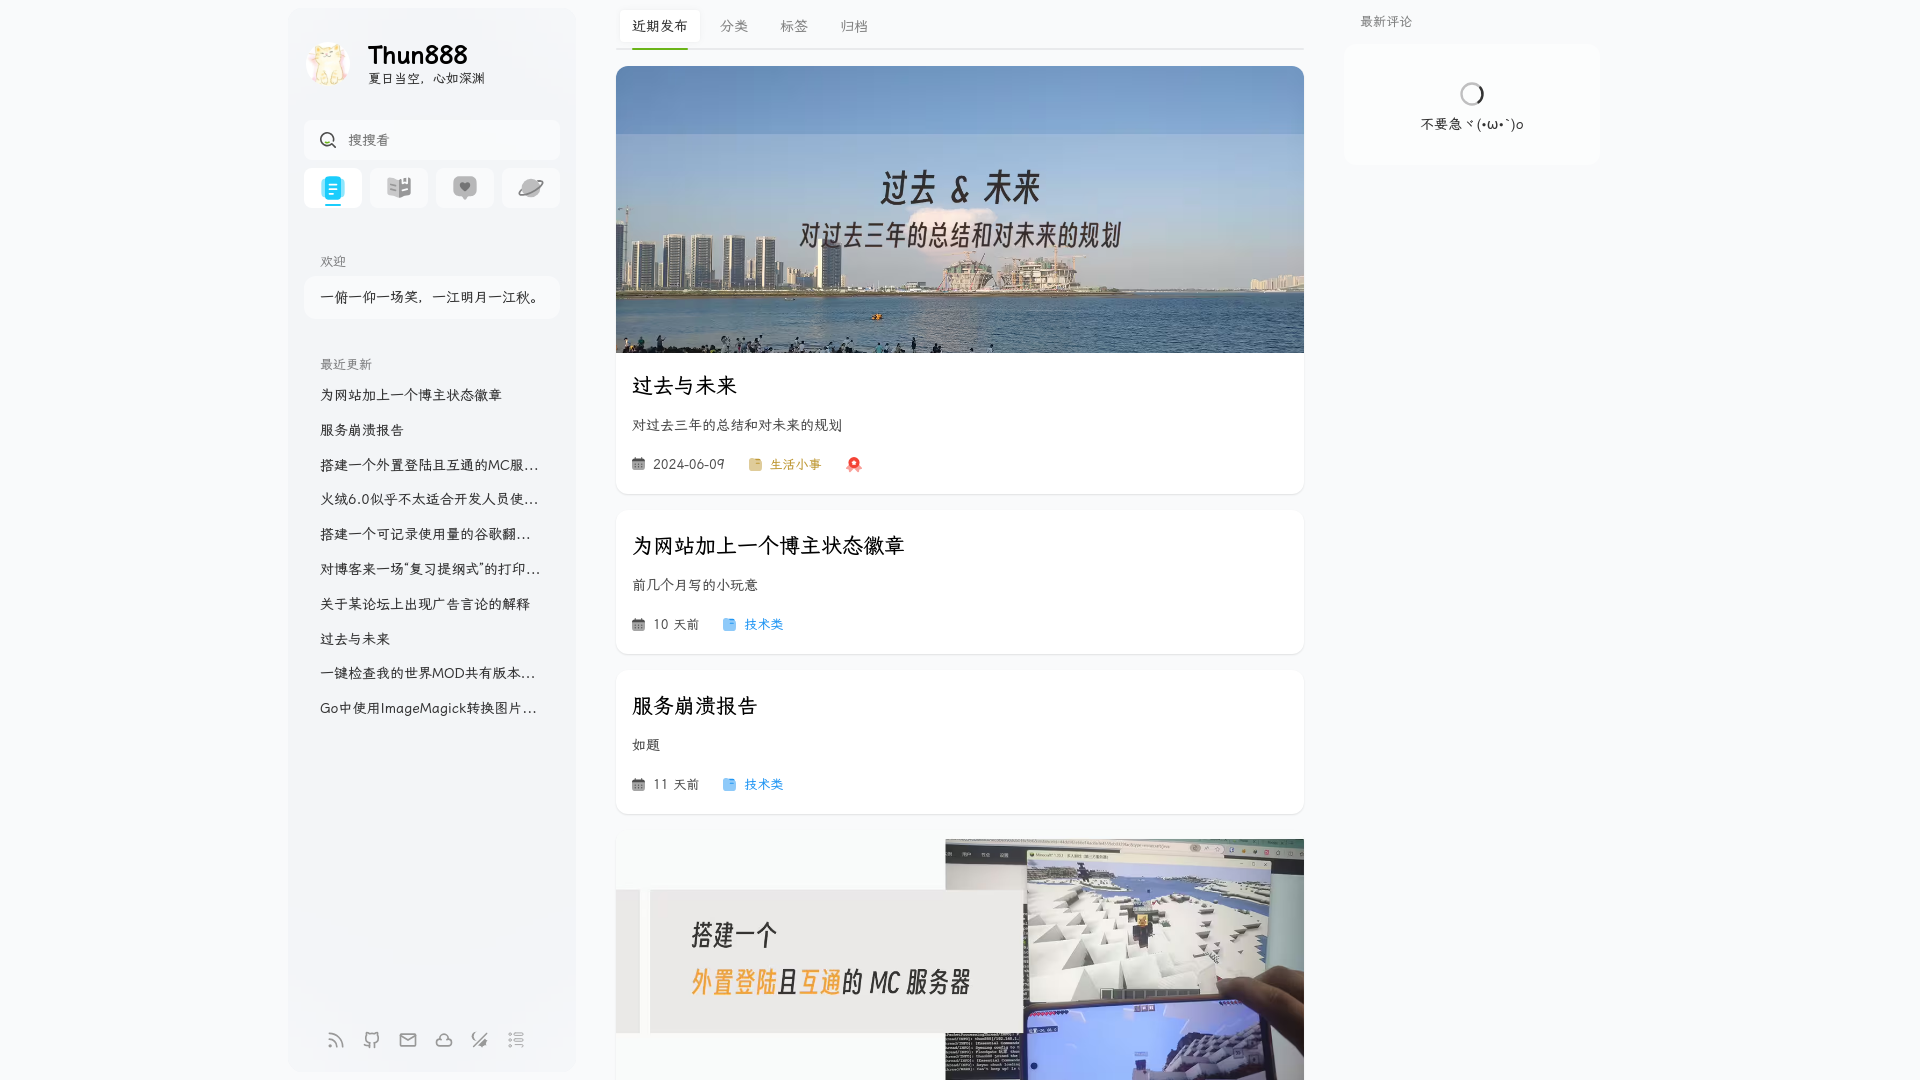 Thun888
夏日当空，心如深渊
搜搜看
欢迎
一俯一仰一场笑，一江明月一江秋。
最近更新
为网站加上一个博主状态徽章
服务崩溃报告
搭建一个外置登陆且互通的MC服...
火绒6.0似乎不太适合开发人员使...
搭建一个可记录使用量的谷歌翻...
对博客来一场“复习提纲式”的打印...
关于某论坛上出现广告言论的解释
过去与未来
一键检查我的世界MOD共有版本...
Go中使用ImageMagick转换图片...
近期发布
分类
标签
归档
过去 & 未来
对过去三年的总结和对未来的规划
过去与未来
对过去三年的总结和对未来的规划
2024-06-09
生活小事
为网站加上一个博主状态徽章
前几个月写的小玩意
10 天前
技术类
服务崩溃报告
如题
11 天前
技术类
搭建一个
外置登陆且互通的 MC 服务器
最新评论
不要急ヾ(•ω•`)o